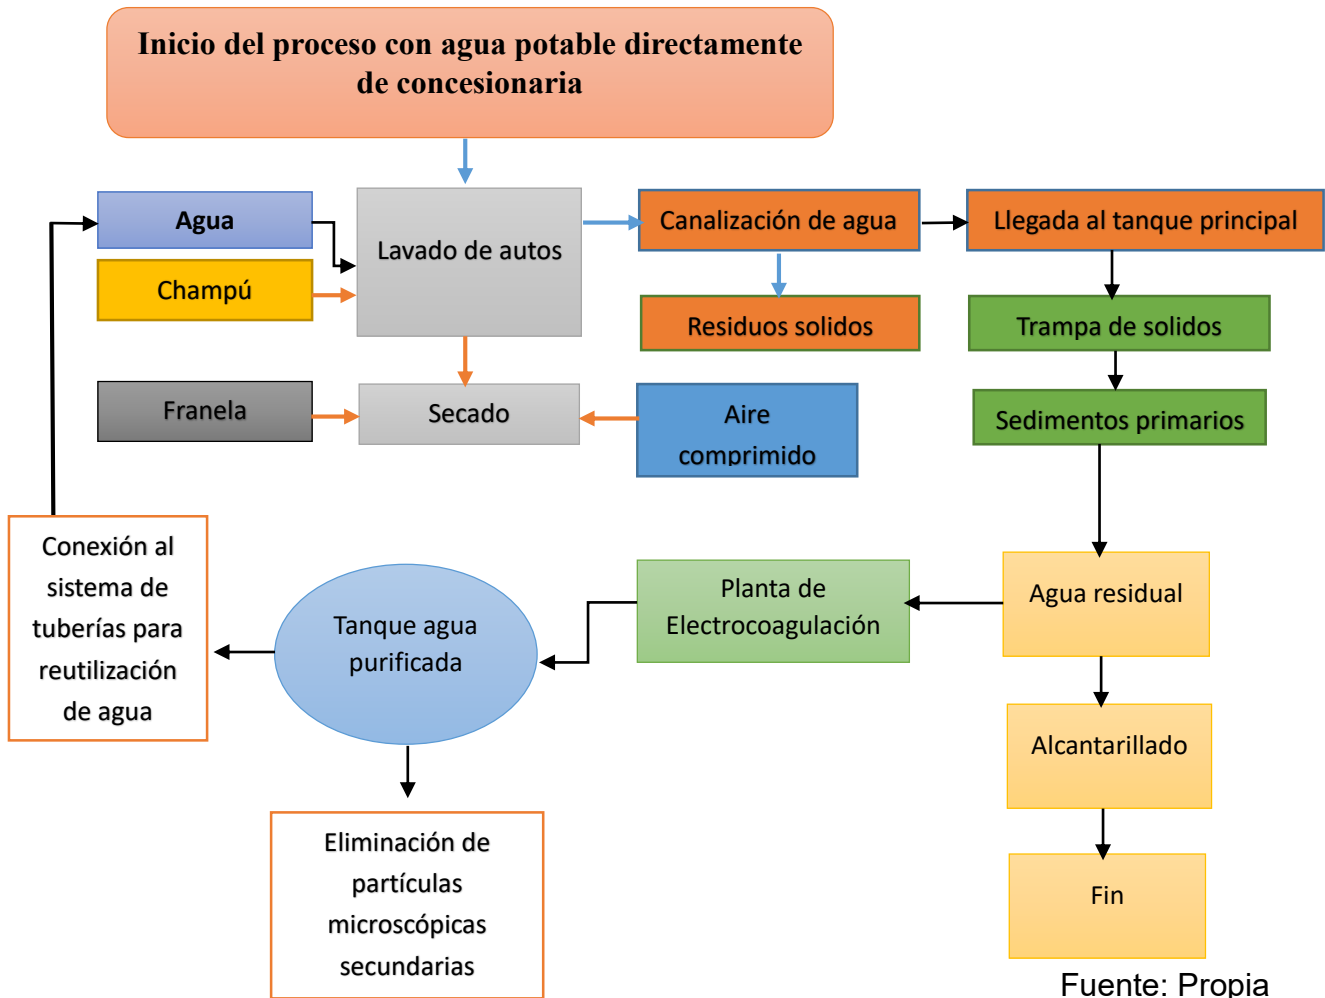 Inicio del proceso con agua potable directamente
de concesionaria
Agua
Champú
Lavado de autos
Canalización de agua
Llegada al tanque principal
Residuos solidos
Trampa de solidos
Franela
Secado
Aire
comprimido
Sedimentos primarios
Conexión al
sistema de
tuberías para
reutilización
de agua
Tanque agua
purificada
Planta de
Electrocoagulación
Agua residual
Alcantarillado
Eliminación de
partículas
microscópicas
secundarias
Fin
Fuente: Propia